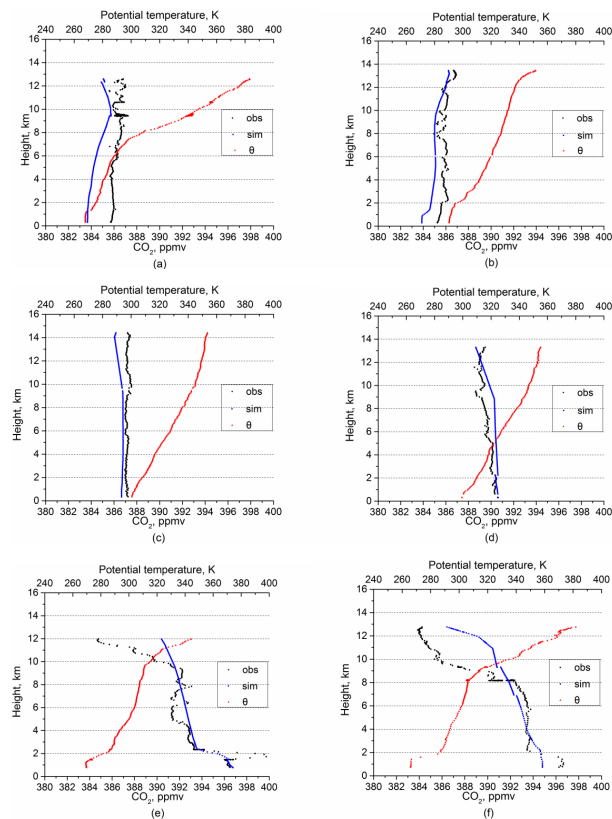 Potential temperature, K
240 260 280 300 320 340 360 380 400
16
14
12
10
8
6
4
2
0
Height, km
obs
sim
θ
380 382 384 386 388 390 392 394 396 398 400
CO2, ppmv
(a)
Potential temperature, K
240 260 280 300 320 340 360 380 400
16
14
12
10
8
6
4
2
0
Height, km
obs
sim
θ
380 382 384 386 388 390 392 394 396 398 400
CO2, ppmv
(b)
Potential temperature, K
240 260 280 300 320 340 360 380 400
16
14
12
10
8
6
4
2
0
Height, km
obs
sim
θ
380 382 384 386 388 390 392 394 396 398 400
CO2, ppmv
(c)
Potential temperature, K
240 260 280 300 320 340 360 380 400
16
14
12
10
8
6
4
2
0
Height, km
obs
sim
θ
380 382 384 386 388 390 392 394 396 398 400
CO2, ppmv
(d)
Potential temperature, K
240 260 280 300 320 340 360 380 400
16
14
12
10
8
6
4
2
0
Height, km
obs
sim
θ
380 382 384 386 388 390 392 394 396 398 400
CO2, ppmv
(e)
Potential temperature, K
240 260 280 300 320 340 360 380 400
16
14
12
10
8
6
4
2
0
Height, km
obs
sim
θ
380 382 384 386 388 390 392 394 396 398 400
CO2, ppmv
(f)